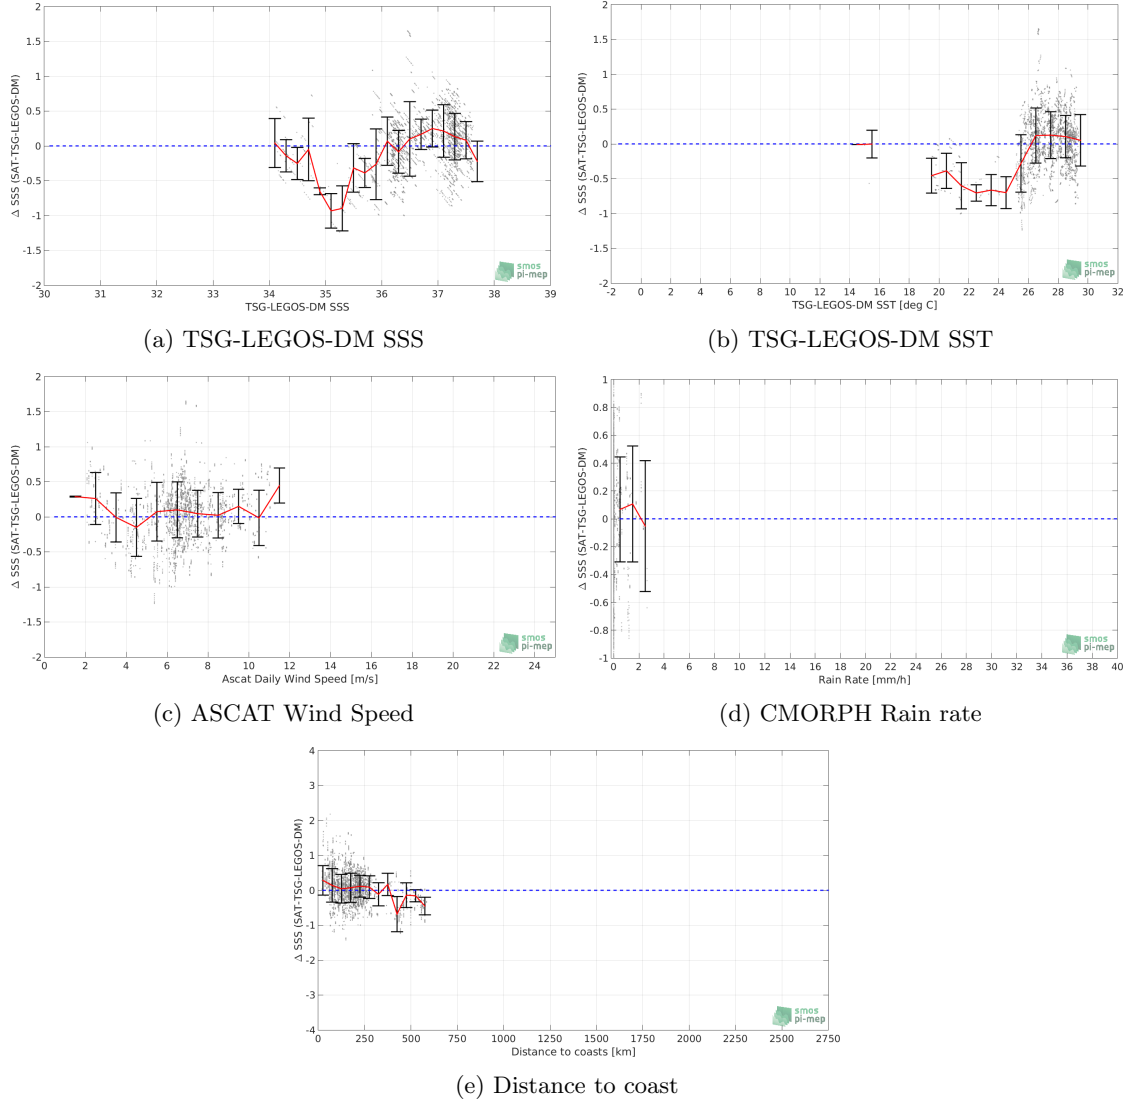 2
1.5
1
0.5
0
-0.5
-1
-1.5
-2
Δ SSS (SAT-TSG-LEGOS-DM)
30 31 32 33 34 35 36 37 38 39
TSG-LEGOS-DM SSS
smos
pi-mep
(a) TSG-LEGOS-DM SSS
2
1.5
1
0.5
0
-0.5
-1
-1.5
-2
Δ SSS (SAT-TSG-LEGOS-DM)
-2 0 2 4 6 8 10 12 14 16 18 20 22 24 26 28 30 32
TSG-LEGOS-DM SST [deg C]
smos
pi-mep
(b) TSG-LEGOS-DM SST
2
1.5
1
0.5
0
-0.5
-1
-1.5
-2
Δ SSS (SAT-TSG-LEGOS-DM)
0 2 4 6 8 10 12 14 16 18 20 22 24
Ascat Daily Wind Speed [m/s]
smos
pi-mep
(c) ASCAT Wind Speed
1
0.8
0.6
0.4
0.2
0
-0.2
-0.4
-0.6
-0.8
-1
Δ SSS (SAT-TSG-LEGOS-DM)
0 2 4 6 8 10 12 14 16 18 20 22 24 26 28 30 32 34 36 38 40
Rain Rate [mm/h]
smos
pi-mep
(d) CMORPH Rain rate
4
3
2
1
0
-1
-2
-3
-4
Δ SSS (SAT-TSG-LEGOS-DM)
0 250 500 750 1000 1250 1500 1750 2000 2250 2500 2750
Distance to coasts [km]
smos
pi-mep
(e) Distance to coast